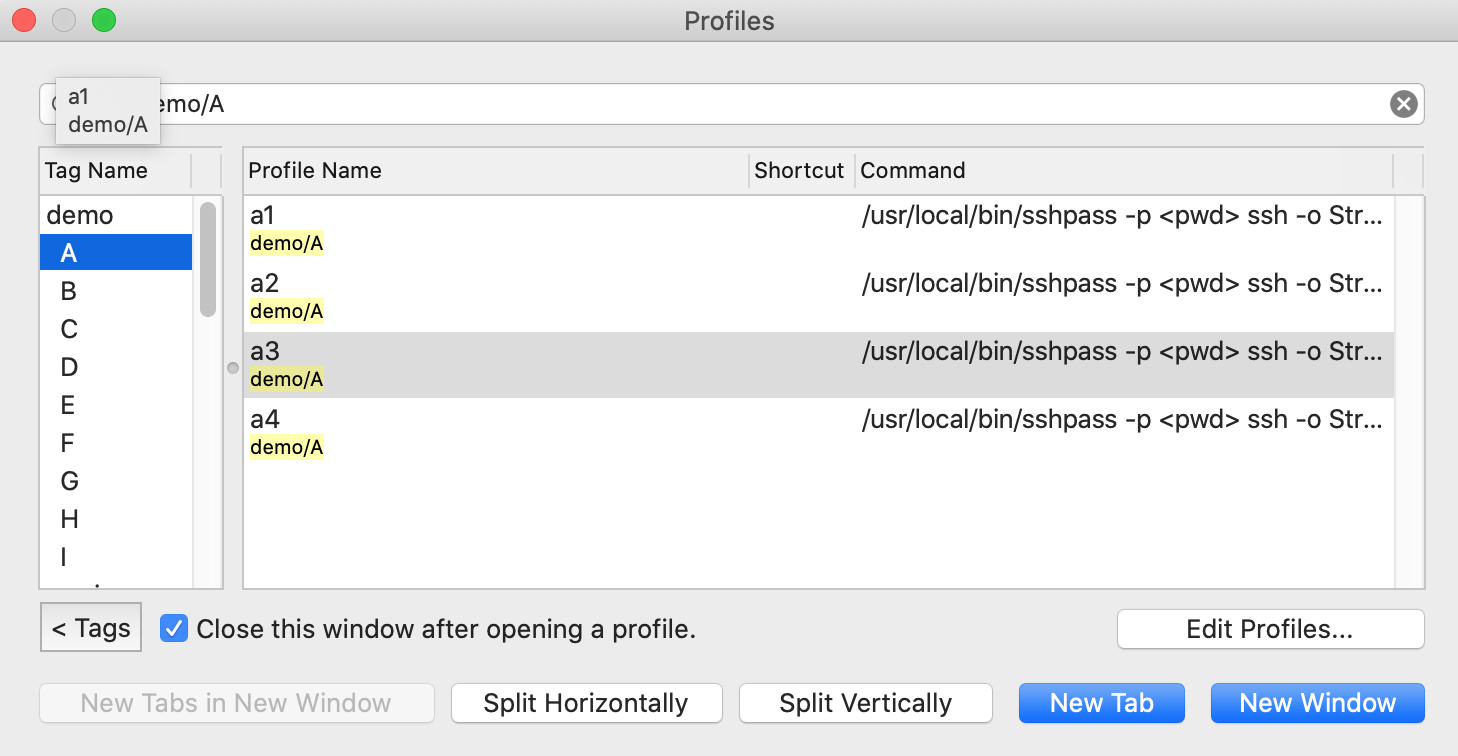 Profiles
a1
demo/A
emo/A
Tag Name
Profile Name Shortcut Command
demo
A
B
C
D
E
F
G
H
I
a1 /usr/local/bin/sshpass -p <pwd> ssh -o Str...
demo/A
a2 /usr/local/bin/sshpass -p <pwd> ssh -o Str...
demo/A
a3 /usr/local/bin/sshpass -p <pwd> ssh -o Str...
demo/A
a4 /usr/local/bin/sshpass -p <pwd> ssh -o Str...
demo/A
< Tags Close this window after opening a profile. Edit Profiles...
New Tabs in New Window Split Horizontally Split Vertically New Tab New Window